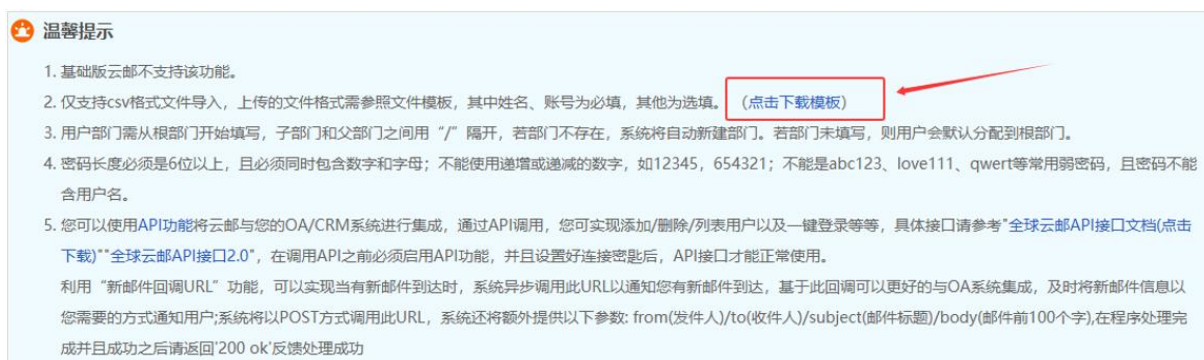 温馨提示
1. 基础版云邮不支持该功能。
2. 仅支持csv格式文件导入，上传的文件格式需参照文件模板，其中姓名、账号为必填，其他为选填。 （点击下载模板）
3. 用户部门需从根部门开始填写，子部门和父部门之间用“/”隔开，若部门不存在，系统将自动新建部门。若部门未填写，则用户会默认分配到根部门。
4. 密码长度必须是6位以上，且必须同时包含数字和字母；不能使用递增或递减的数字，如12345，654321；不能是abc123、love111、qwert等常用弱密码，且密码不能
含用户名。
5. 您可以使用API功能将云邮与您的OA/CRM系统进行集成，通过API调用，您可实现添加/删除/列表用户以及一键登录等等，具体接口请参考"全球云邮API接口文档(点击
下载)""全球云邮API接口2.0"，在调用API之前必须启用API功能，并且设置好连接密匙后，API接口才能正常使用。
利用“新邮件回调URL”功能，可以实现当有新邮件到达时，系统异步调用此URL以通知您有新邮件到达，基于此回调可以更好的与OA系统集成，及时将新邮件信息以
您需要的方式通知用户;系统将以POST方式调用此URL，系统还将额外提供以下参数: from(发件人)/to(收件人)/subject(邮件标题)/body(邮件前100个字),在程序处理完
成并且成功之后请返回'200 ok'反馈处理成功